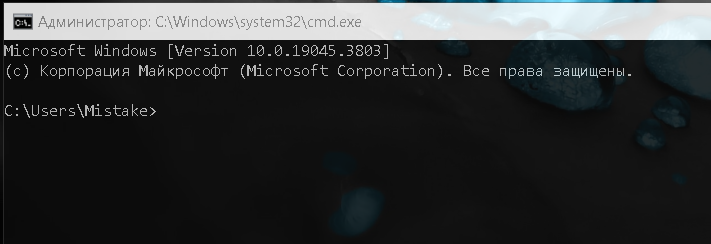 Администратор: C:\Windows\system32\cmd.exe
Microsoft Windows [Version 10.0.19045.3803]
(c) Корпорация Майкрософт (Microsoft Corporation). Все права защищены.
C:\Users\Mistake>